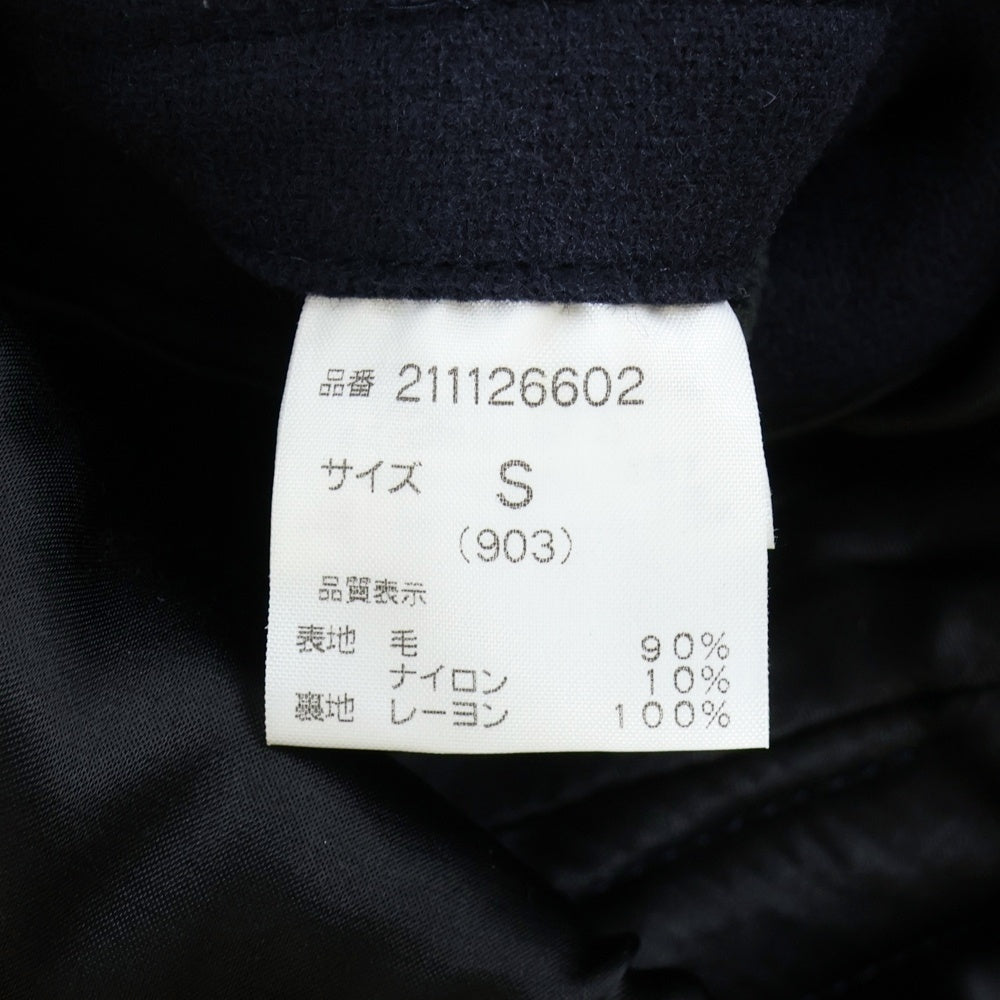 品番 211126602
サイズ S
(903)
品質表示
表地 毛 90%
ナイロン 10%
裏地 レーヨン 100%